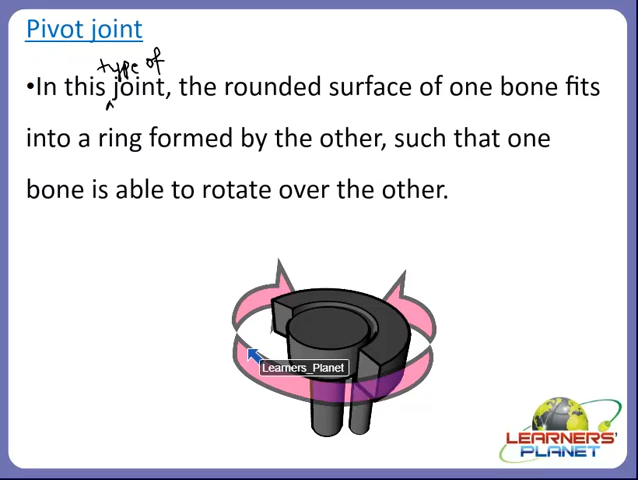 Pivot joint
type of
•In this joint, the rounded surface of one bone fits
into a ring formed by the other, such that one
bone is able to rotate over the other.
Learners_Planet
LEARNERS'
PLANET